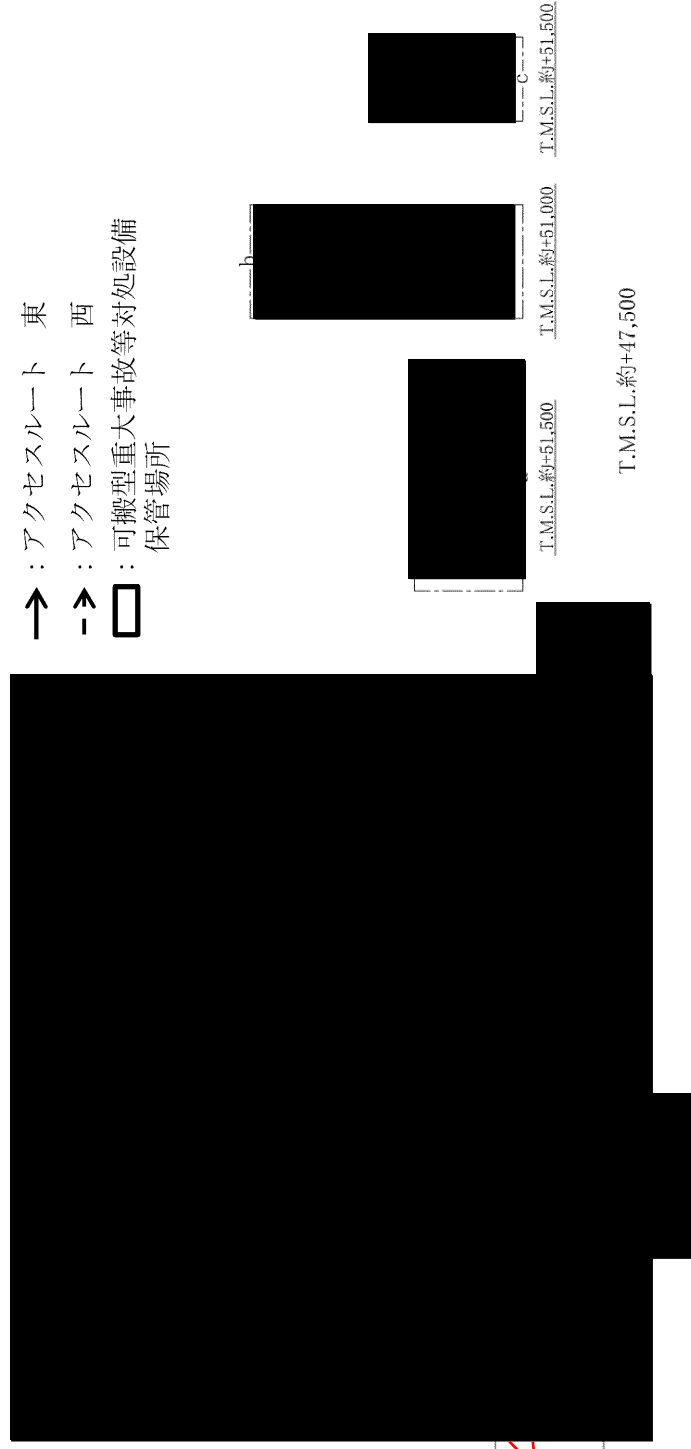 ：アクセスルート　東
：アクセスルート　西
：可搬型重大事故等対処設備
保管場所
b
c
T.M.S.L.約+51,500
T.M.S.L.約+51,000
T.M.S.L.約+51,500
T.M.S.L.約+47,500